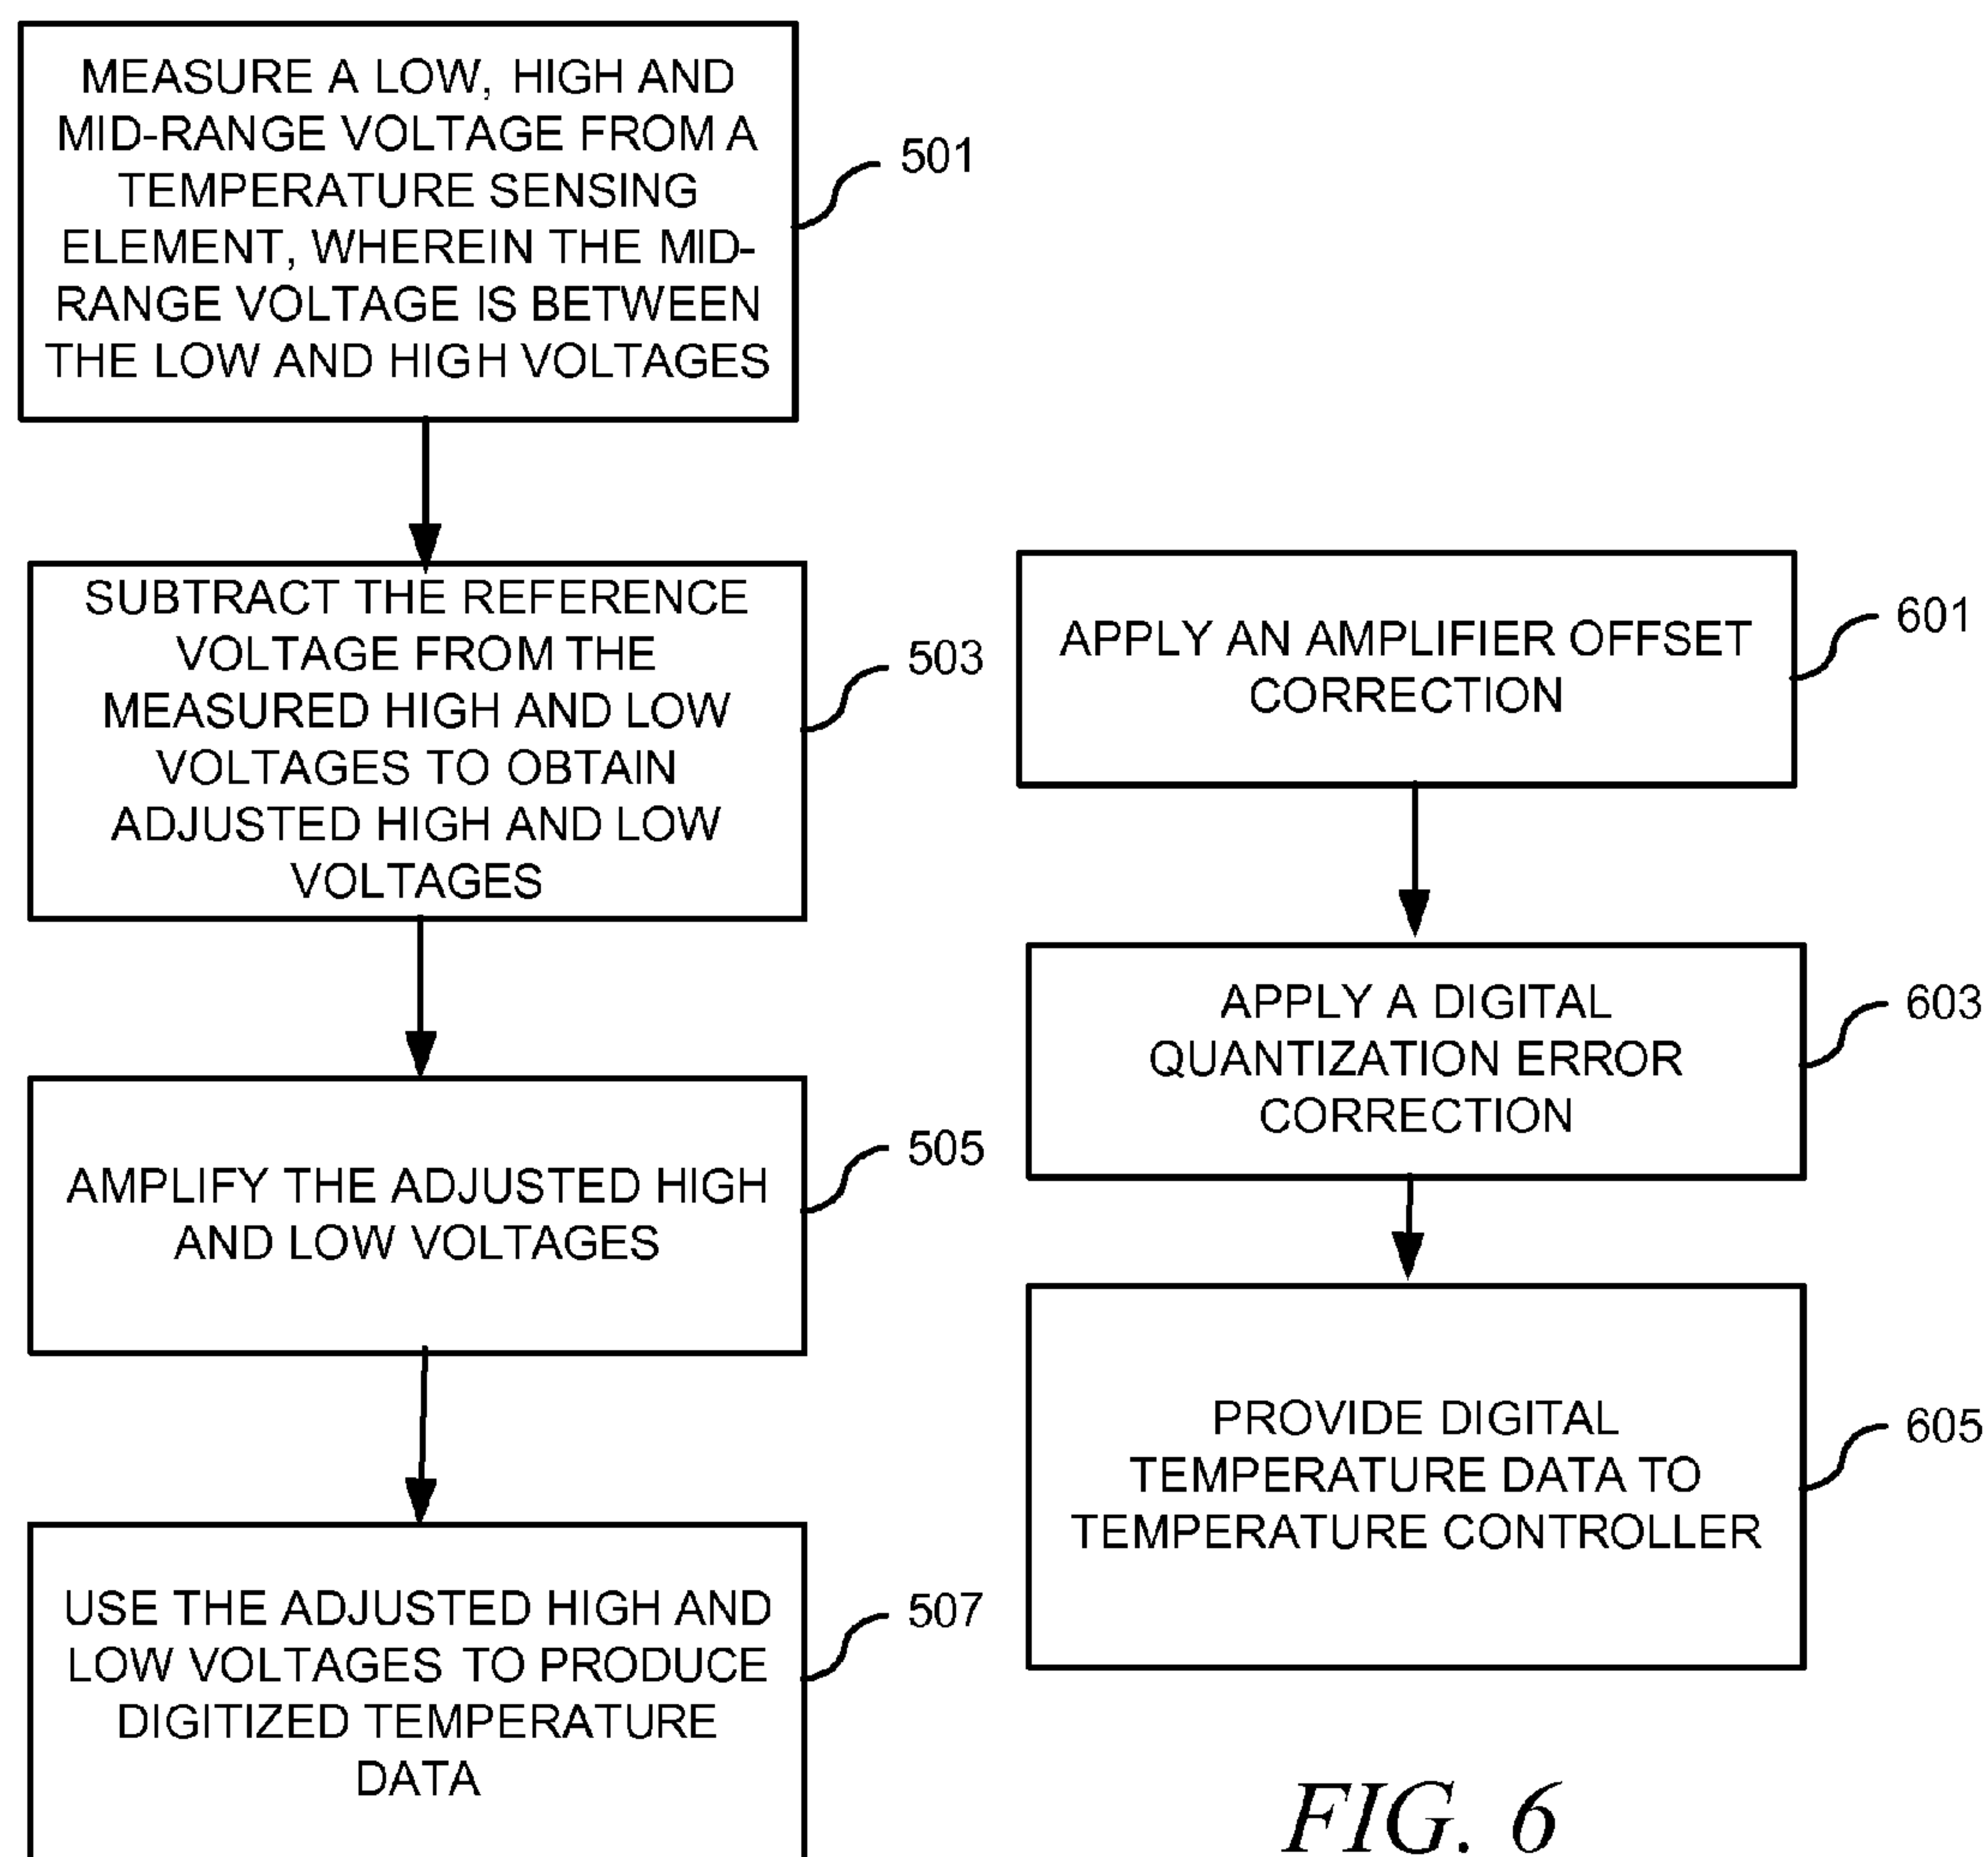 MEASURE A LOW, HIGH AND
MID-RANGE VOLTAGE FROM A
TEMPERATURE SENSING
ELEMENT, WHEREIN THE MID-
RANGE VOLTAGE IS BETWEEN
THE LOW AND HIGH VOLTAGES
501
SUBTRACT THE REFERENCE
VOLTAGE FROM THE
MEASURED HIGH AND LOW
VOLTAGES TO OBTAIN
ADJUSTED HIGH AND LOW
VOLTAGES
503
AMPLIFY THE ADJUSTED HIGH
AND LOW VOLTAGES
505
USE THE ADJUSTED HIGH AND
LOW VOLTAGES TO PRODUCE
DIGITIZED TEMPERATURE
DATA
507
APPLY AN AMPLIFIER OFFSET
CORRECTION
601
APPLY A DIGITAL
QUANTIZATION ERROR
CORRECTION
603
PROVIDE DIGITAL
TEMPERATURE DATA TO
TEMPERATURE CONTROLLER
605
FIG. 6